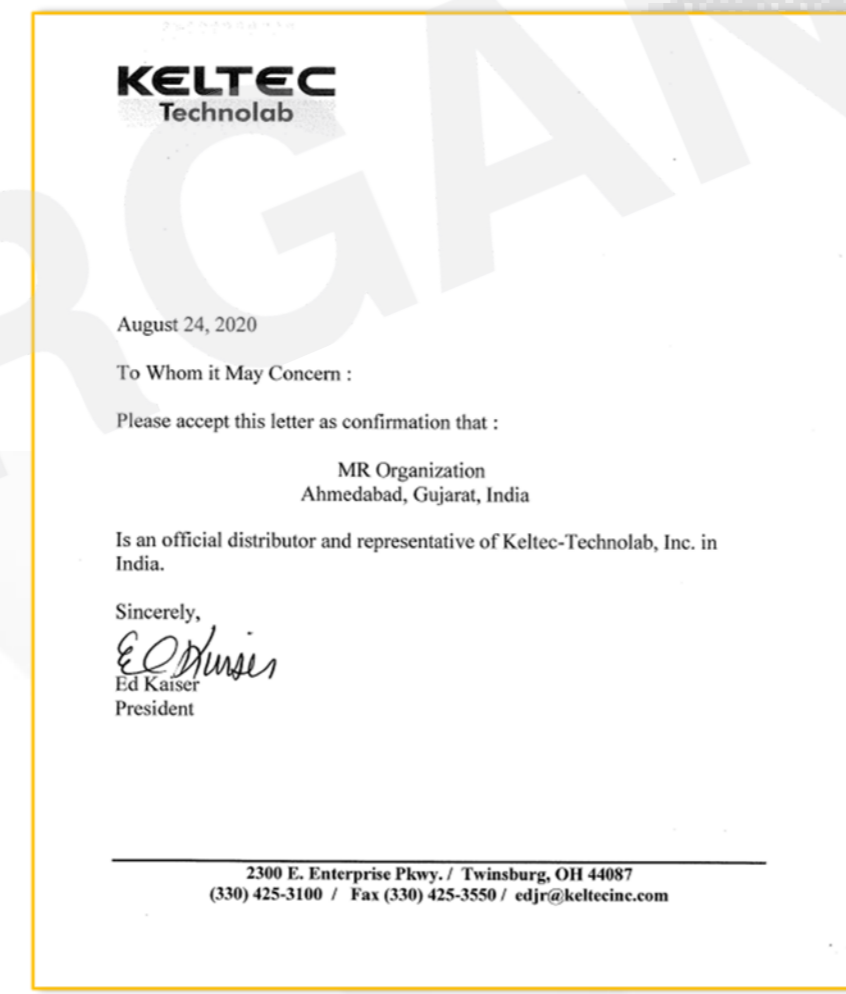 KELTEC
Technolab
August 24, 2020
To Whom it May Concern :
Please accept this letter as confirmation that :
MR Organization
Ahmedabad, Gujarat, India
Is an official distributor and representative of Keltec-Technolab, Inc. in
India.
Sincerely,
Ed Kaiser
Ed Kaiser
President
2300 E. Enterprise Pkwy. / Twinsburg, OH 44087
(330) 425-3100 / Fax (330) 425-3550 / edjr@keltecinc.com